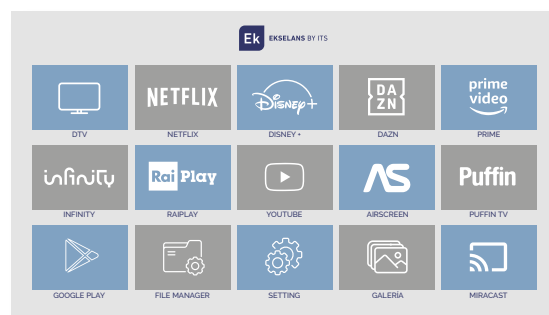 Ek EKSELANS BY ITS
NETFLIX
Disney+
DA
ZN
prime
video
DTV
NETFLIX
DISNEY +
DAZN
PRIME
infinity
Rai Play
AS
Puffin
INFINITY
RAIPLAY
YOUTUBE
AIRSCREEN
PUFFIN TV
GOOGLE PLAY
FILE MANAGER
SETTING
GALERÍA
MIRACAST